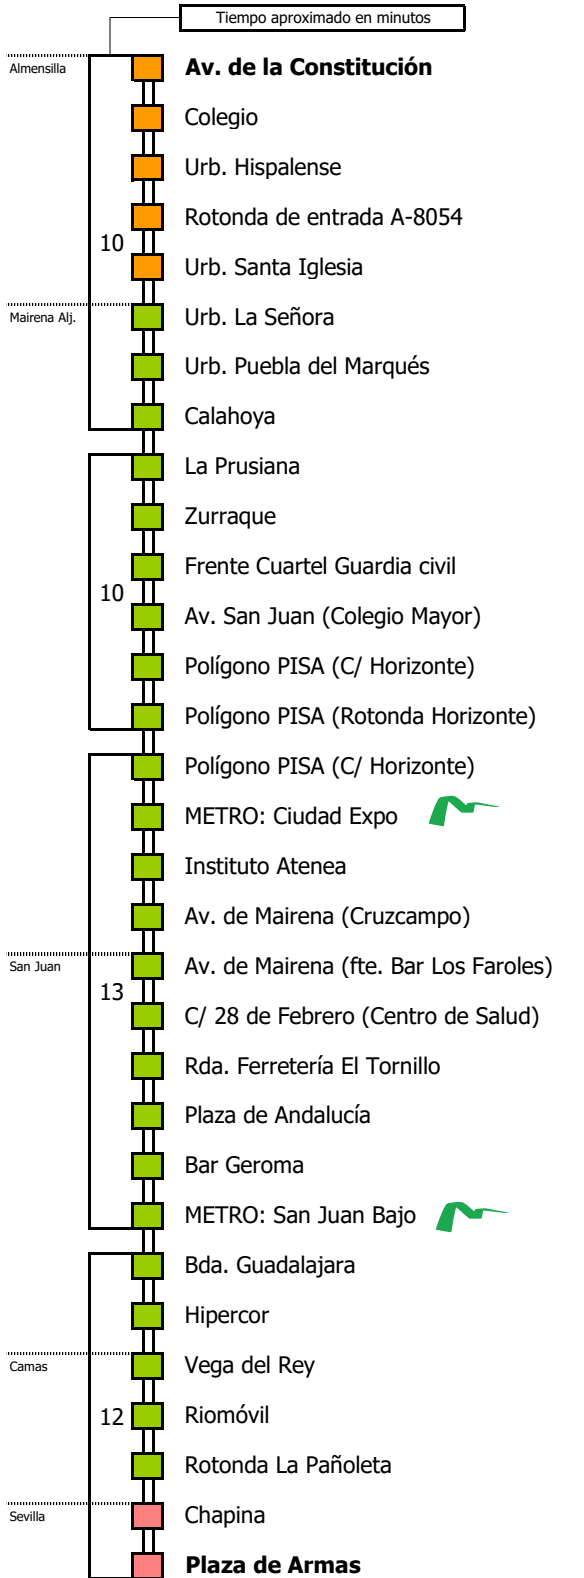 Tiempo aproximado en minutos
Almensilla
Av. de la Constitución
Colegio
Urb. Hispalense
Rotonda de entrada A-8054
10
Urb. Santa Iglesia
Mairena Alj.
Urb. La Señora
Urb. Puebla del Marqués
Calahoya
La Prusiana
Zurraque
Frente Cuartel Guardia civil
10
Av. San Juan (Colegio Mayor)
Polígono PISA (C/ Horizonte)
Polígono PISA (Rotonda Horizonte)
Polígono PISA (C/ Horizonte)
METRO: Ciudad Expo
Instituto Atenea
Av. de Mairena (Cruzcampo)
San Juan
Av. de Mairena (fte. Bar Los Faroles)
13
C/ 28 de Febrero (Centro de Salud)
Rda. Ferretería El Tornillo
Plaza de Andalucía
Bar Geroma
METRO: San Juan Bajo
Bda. Guadalajara
Hipercor
Camas
Vega del Rey
12
Riomóvil
Rotonda La Pañoleta
Sevilla
Chapina
Plaza de Armas